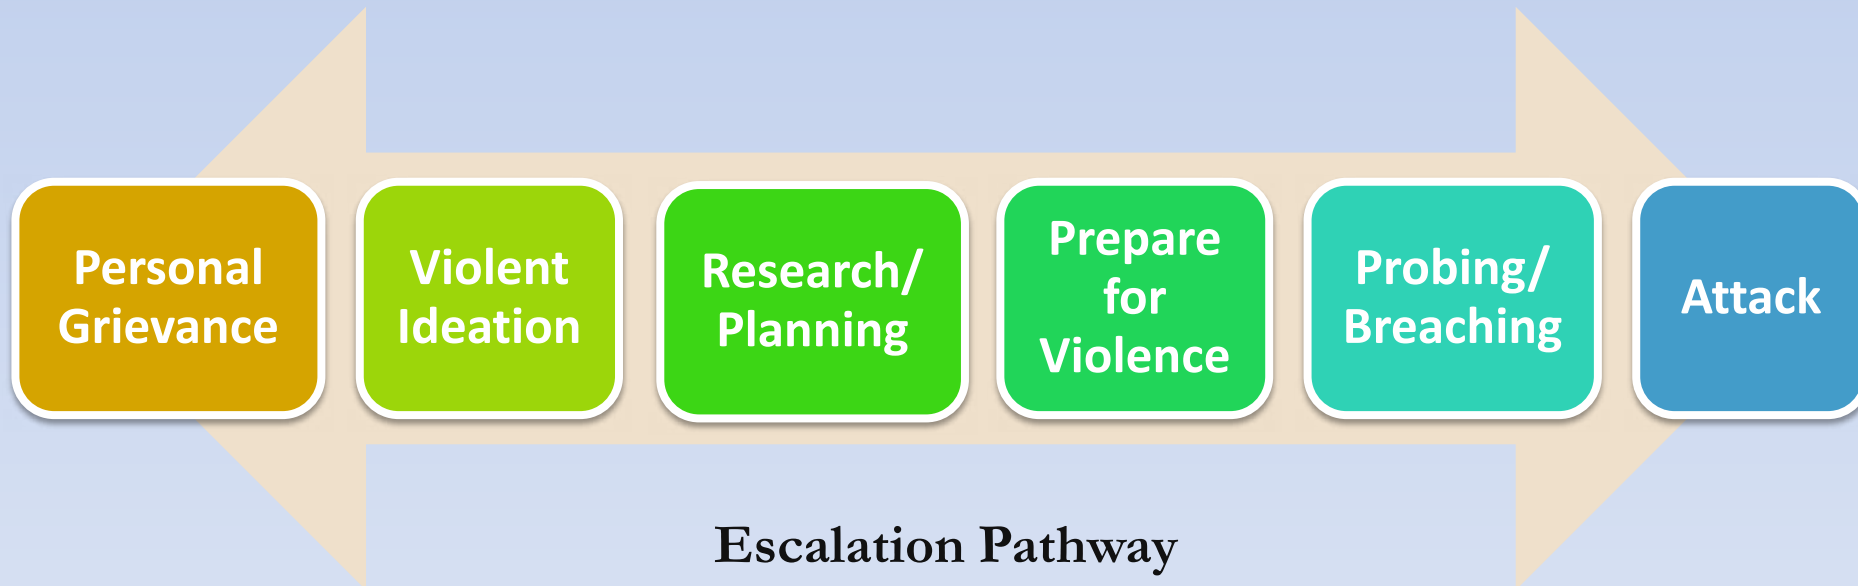 Personal
Grievance
Violent
Ideation
Research/
Planning
Prepare
for
Violence
Probing/
Breaching
Attack
Escalation Pathway